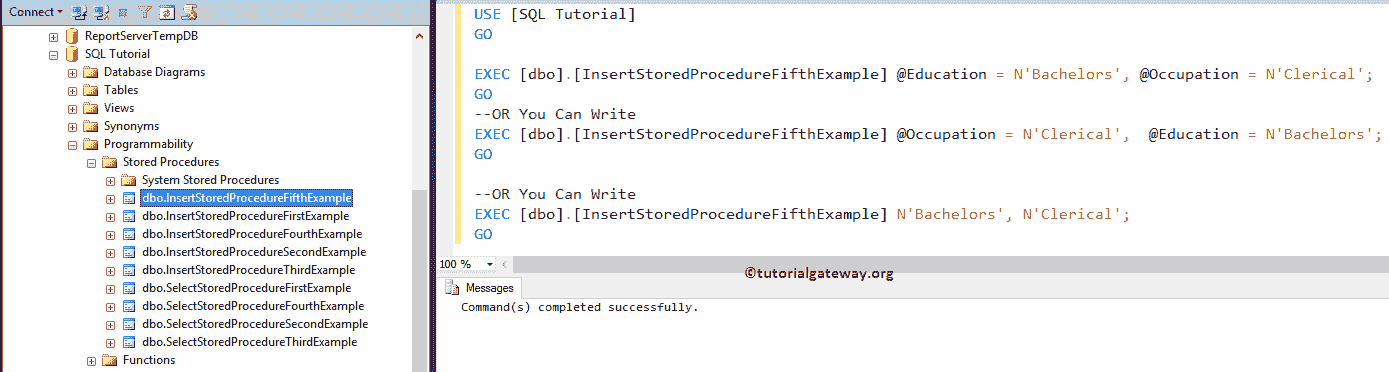 Connect
ReportServerTempDB
SQL Tutorial
Database Diagrams
Tables
Views
Synonyms
Programmability
Stored Procedures
System Stored Procedures
dbo.InsertStoredProcedureFifthExample
dbo.InsertStoredProcedureFirstExample
dbo.InsertStoredProcedureFourthExample
dbo.InsertStoredProcedureSecondExample
dbo.InsertStoredProcedureThirdExample
dbo.SelectStoredProcedureFirstExample
dbo.SelectStoredProcedureFourthExample
dbo.SelectStoredProcedureSecondExample
dbo.SelectStoredProcedureThirdExample
Functions
USE [SQL Tutorial]
GO
EXEC [dbo].[InsertStoredProcedureFifthExample] @Education = N'Bachelors', @Occupation = N'Clerical';
GO
--OR You Can Write
EXEC [dbo].[InsertStoredProcedureFifthExample] @Occupation = N'Clerical',  @Education = N'Bachelors';
GO
--OR You Can Write
EXEC [dbo].[InsertStoredProcedureFifthExample] N'Bachelors', N'Clerical';
GO
100 %
©tutorialgateway.org
Messages
Command(s) completed successfully.